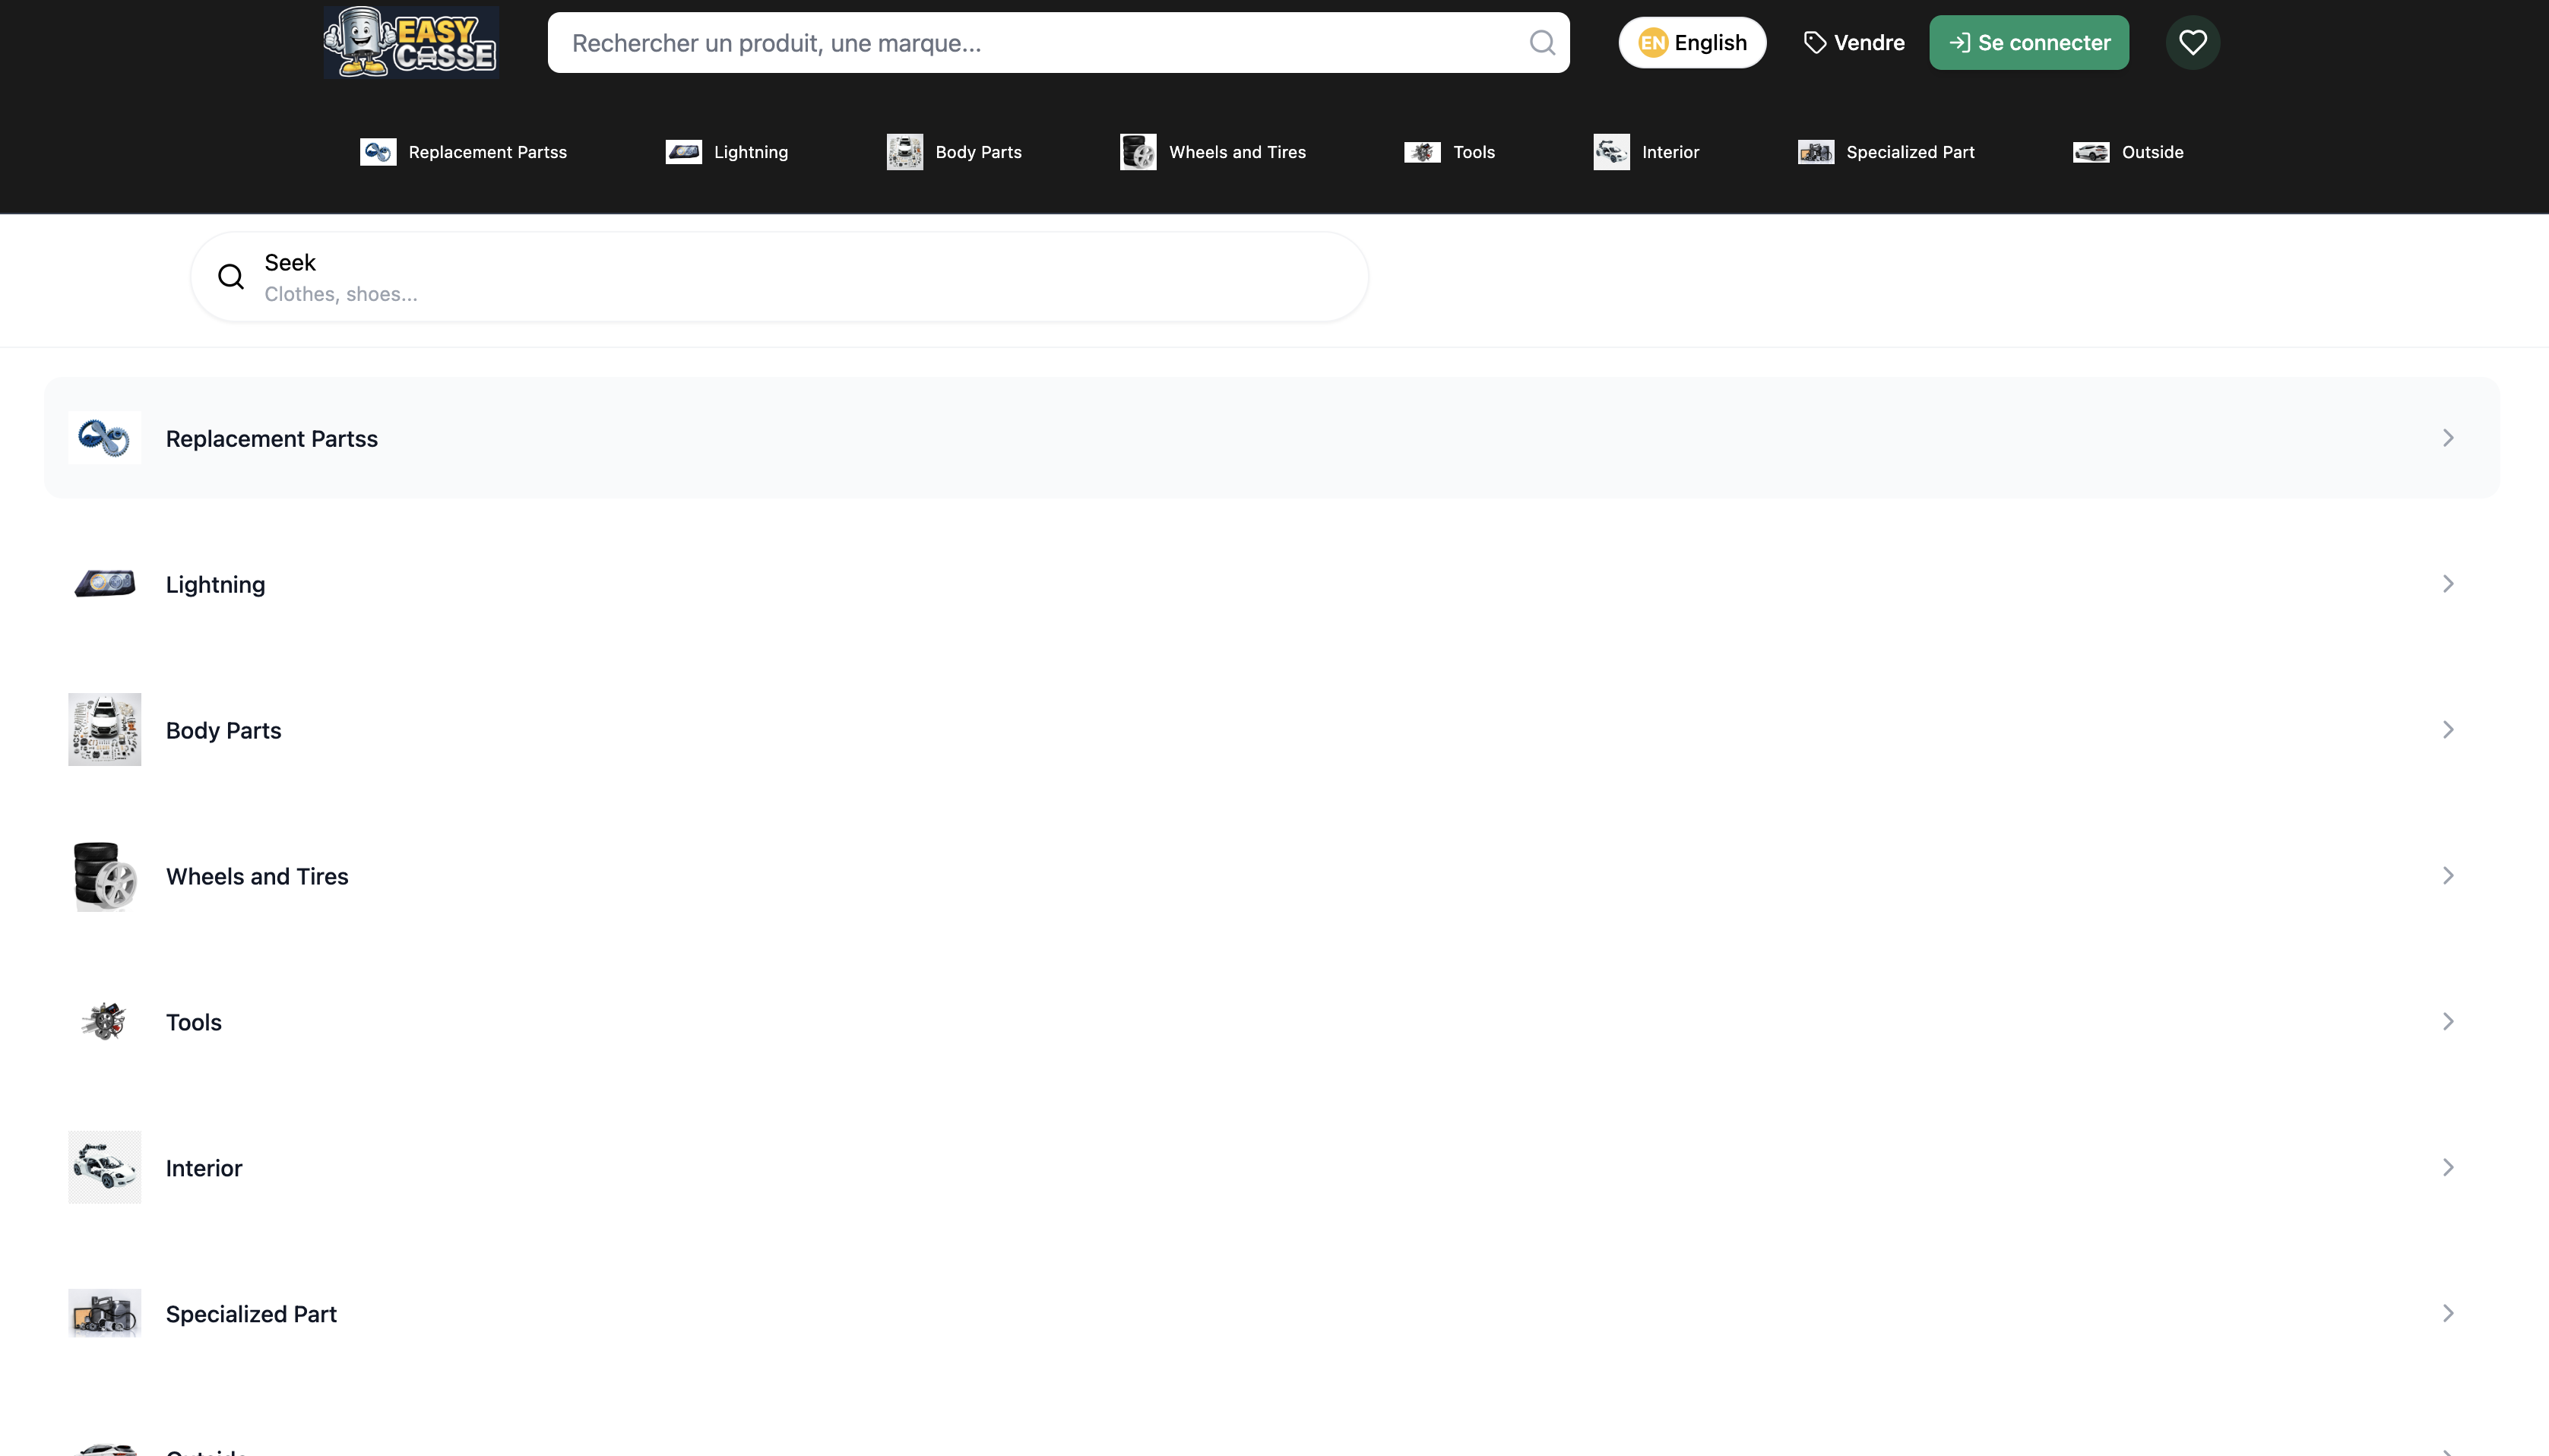 EASY
CASSE
Rechercher un produit, une marque...
EN English
Vendre
Se connecter
Replacement Partss
Lightning
Body Parts
Wheels and Tires
Tools
Interior
Specialized Part
Outside
Seek
Clothes, shoes...
Replacement Partss
Lightning
Body Parts
Wheels and Tires
Tools
Interior
Specialized Part
Outside